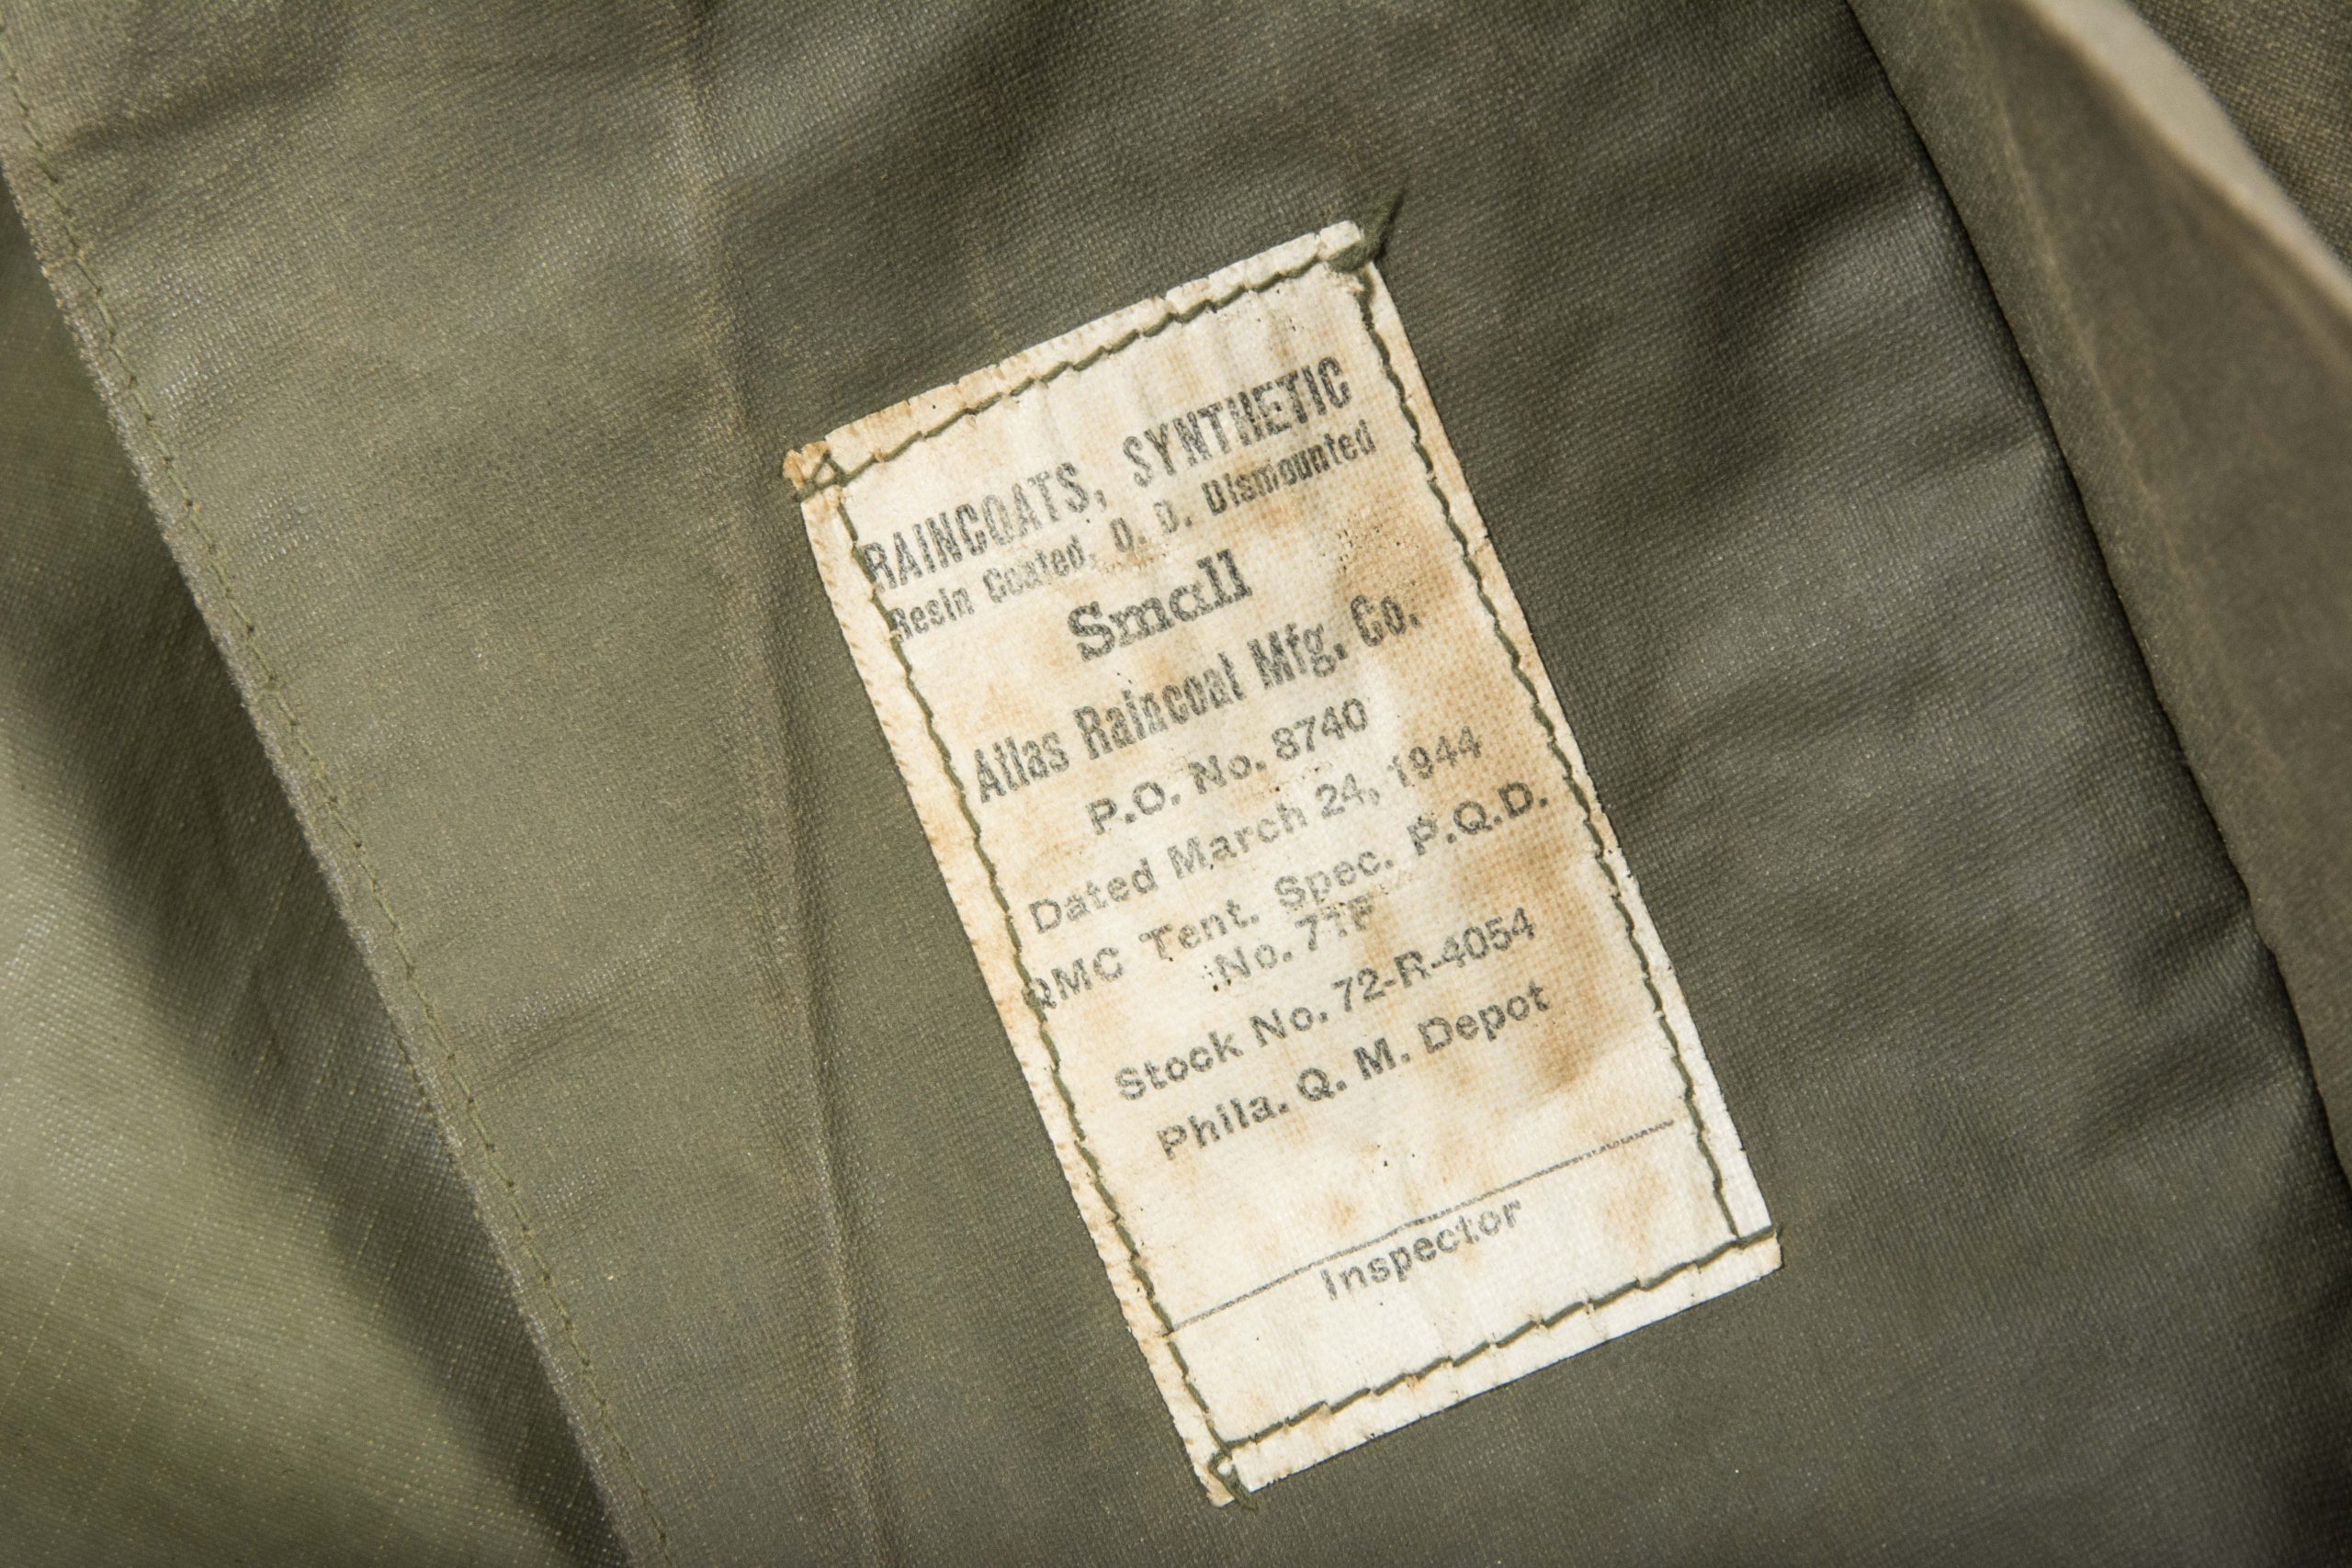 RAINCOATS, SYNTHETIC
Resin Coated, O. D. Dismounted
Small
Atlas Raincoat Mfg. Co.
P.O. No. 8740
Dated March 24, 1944
QMC Tent. Spec. P.Q.D.
No. 71F
Stock No. 72-R-4054
Phila. Q. M. Depot
Inspector